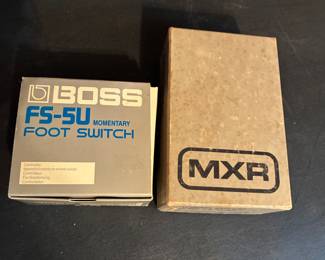 BOSS
FS-5U MOMENTARY
FOOT SWITCH
MXR